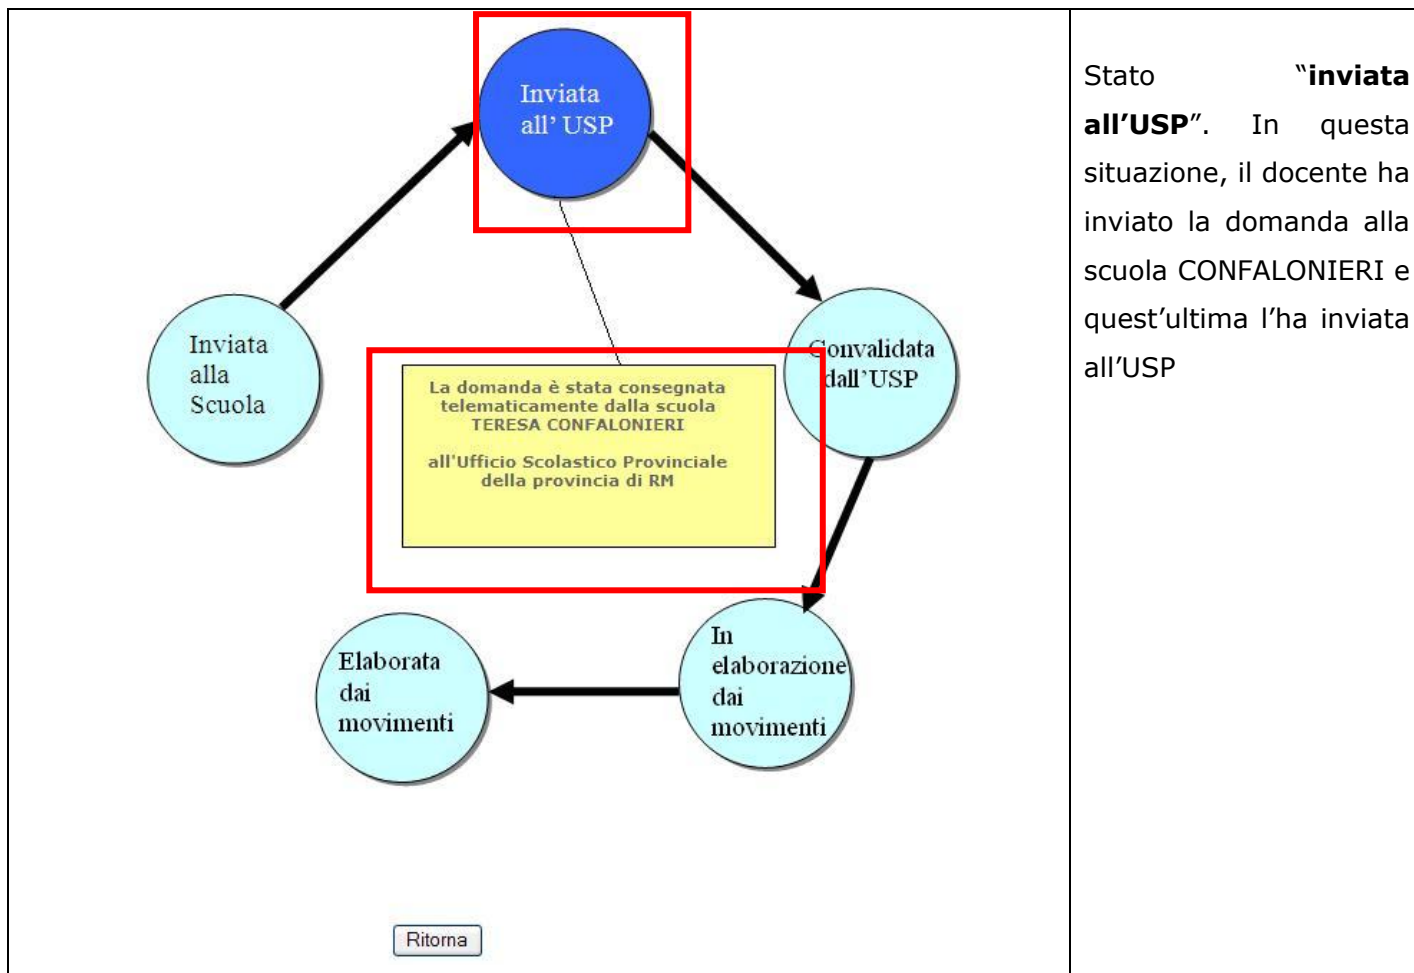 Inviata
all' USP
Inviata
alla
Scuola
Convalidata
dall'USP
La domanda è stata consegnata
telematicamente dalla scuola
TERESA CONFALONIERI
all'Ufficio Scolastico Provinciale
della provincia di RM
Elaborata
dai
movimenti
In
elaborazione
dai
movimenti
Ritorna
Stato “inviata
all’USP”. In questa
situazione, il docente ha
inviato la domanda alla
scuola CONFALONIERI e
quest’ultima l’ha inviata
all’USP